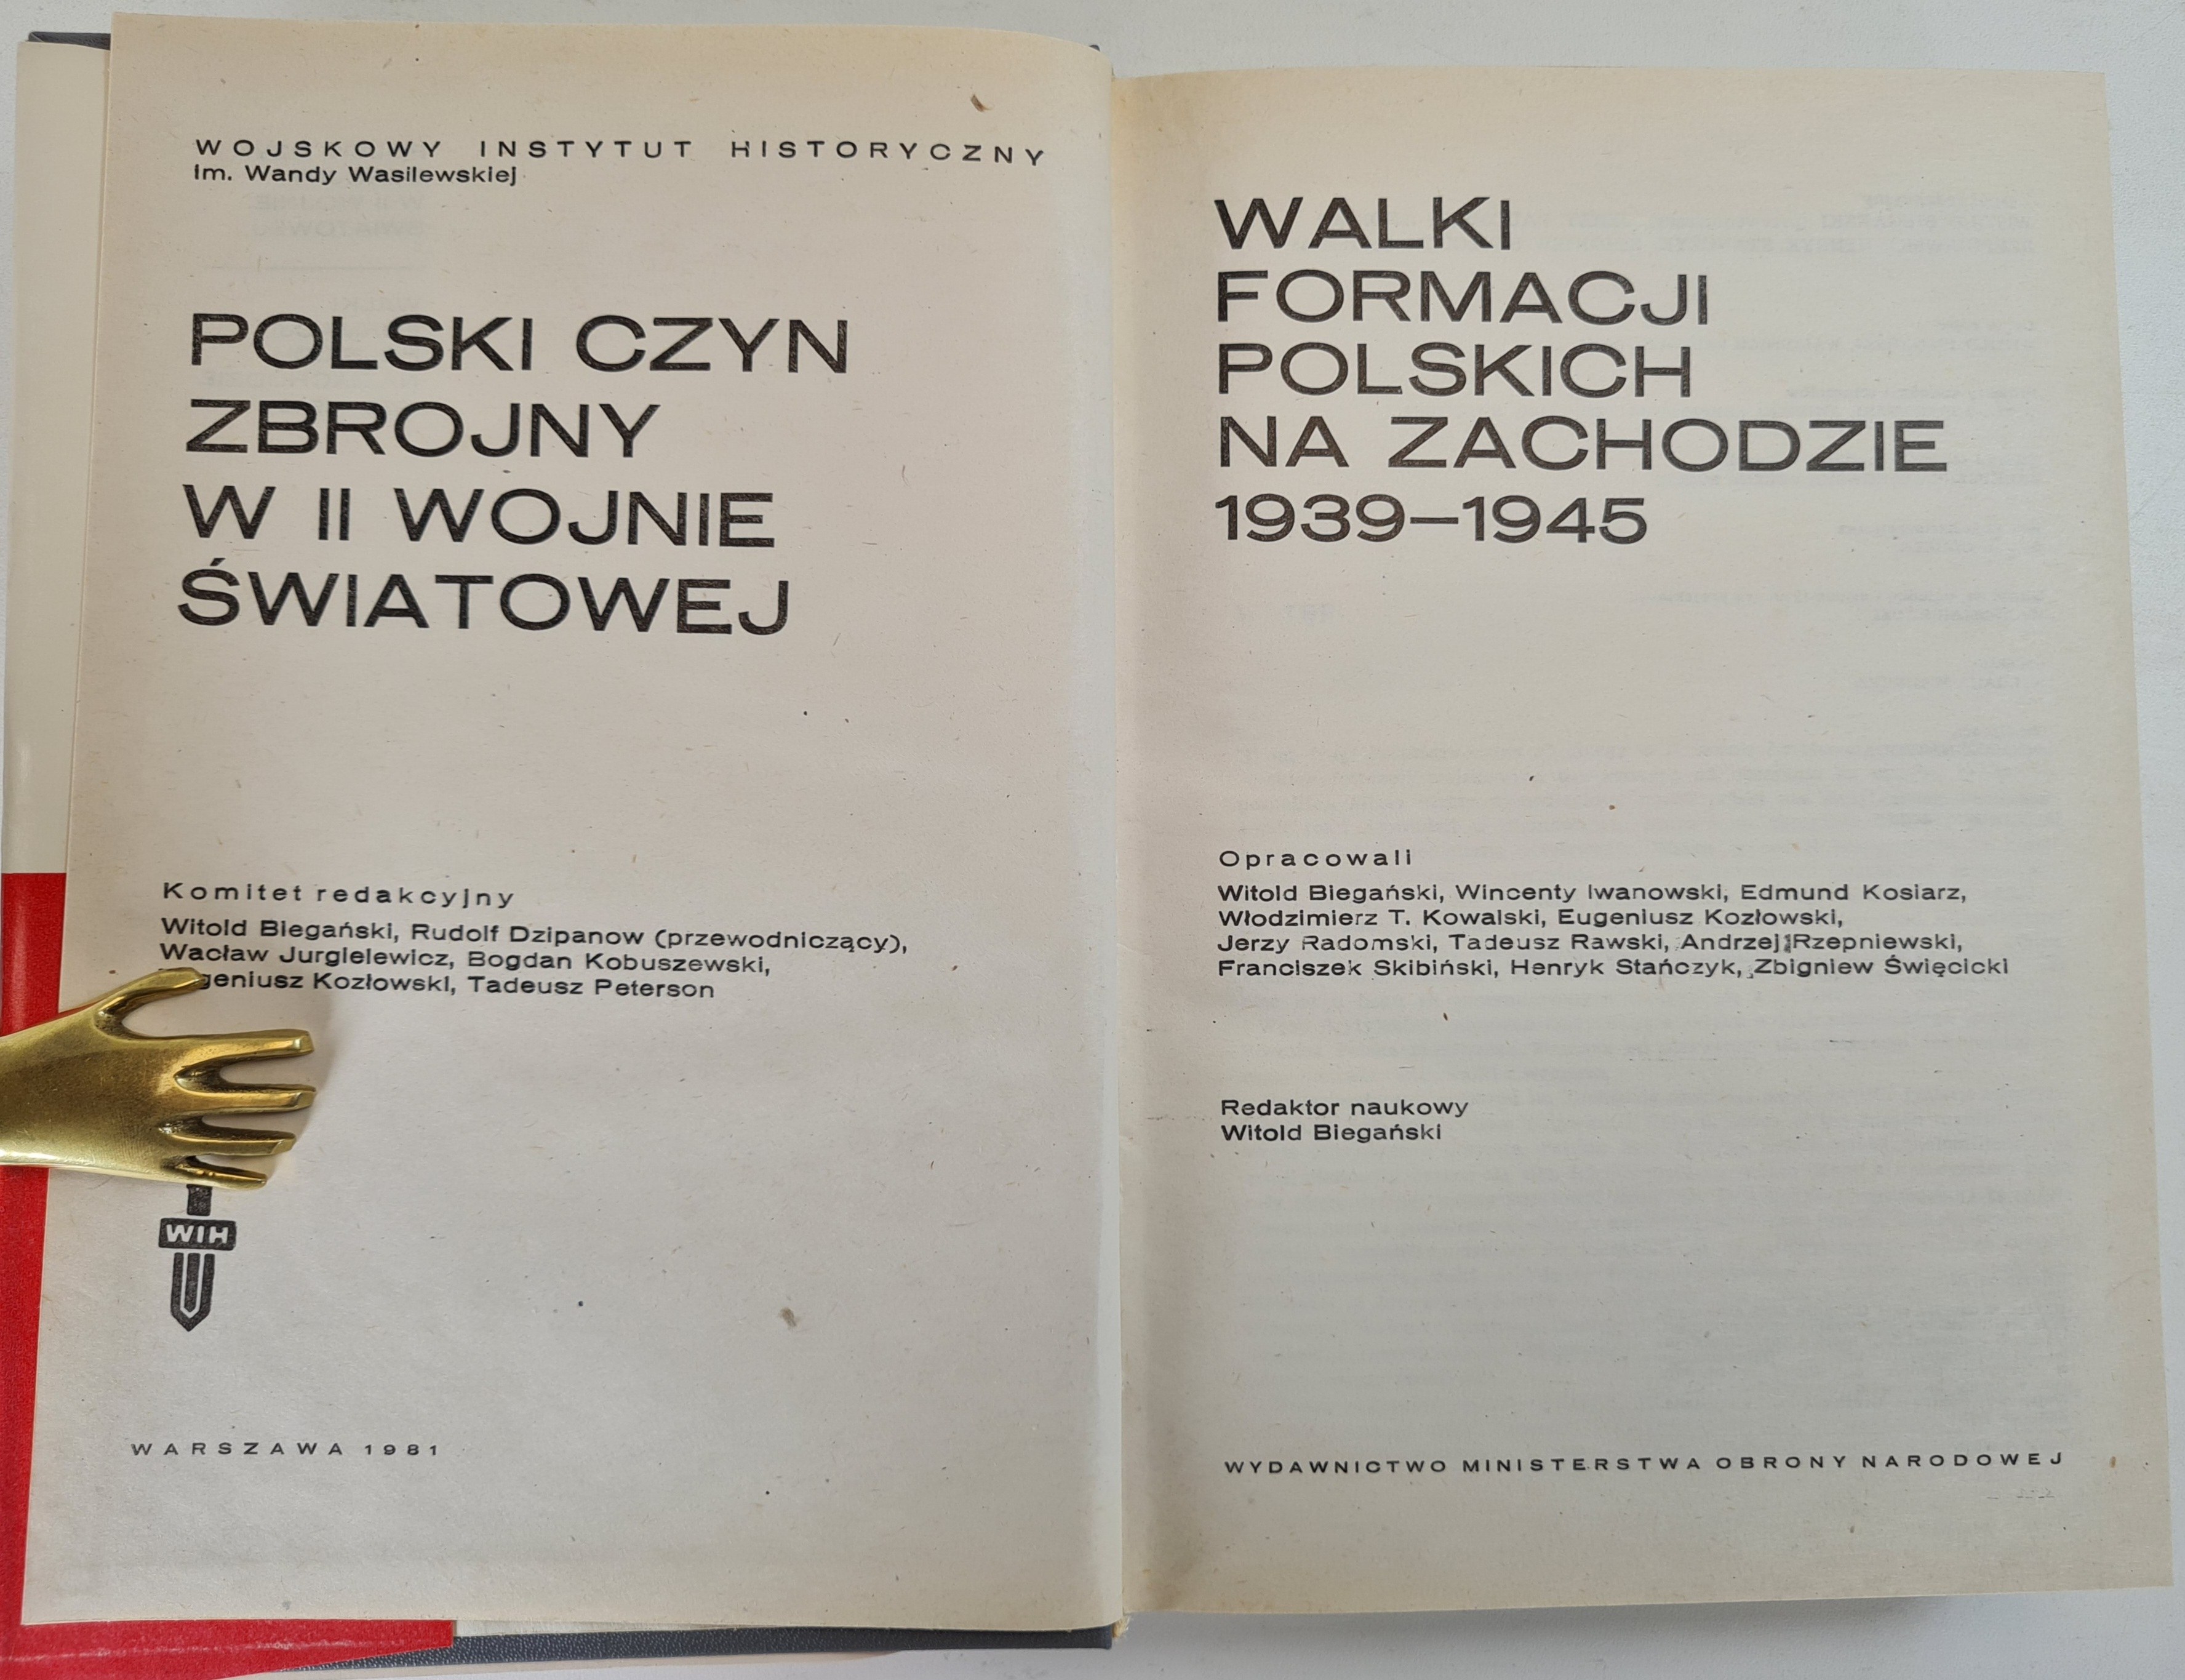 WOJSKOWY INSTYTUT HISTORYCZNY
Im. Wandy Wasilewskiej
POLSKI CZYN
ZBROJNY
W II WOJNIE
ŚWIATOWEJ
Komitet redakcyjny
Witold Biegański, Rudolf Dzipanow (przewodniczący),
Wacław Jurgielewicz, Bogdan Kobuszewski,
geniusz Kozłowski, Tadeusz Peterson
WIH
WARSZAWA 1981
WALKI
FORMACJI
POLSKICH
NA ZACHODZIE
1939–1945
Opracowali
Witold Biegański, Wincenty Iwanowski, Edmund Kosiarz,
Włodzimierz T. Kowalski, Eugeniusz Kozłowski,
Jerzy Radomski, Tadeusz Rawski, Andrzej Rzepniewski,
Franciszek Skibiński, Henryk Stańczyk, Zbigniew Święcicki
Redaktor naukowy
Witold Biegański
WYDAWNICTWO MINISTERSTWA OBRONY NARODOWEJ